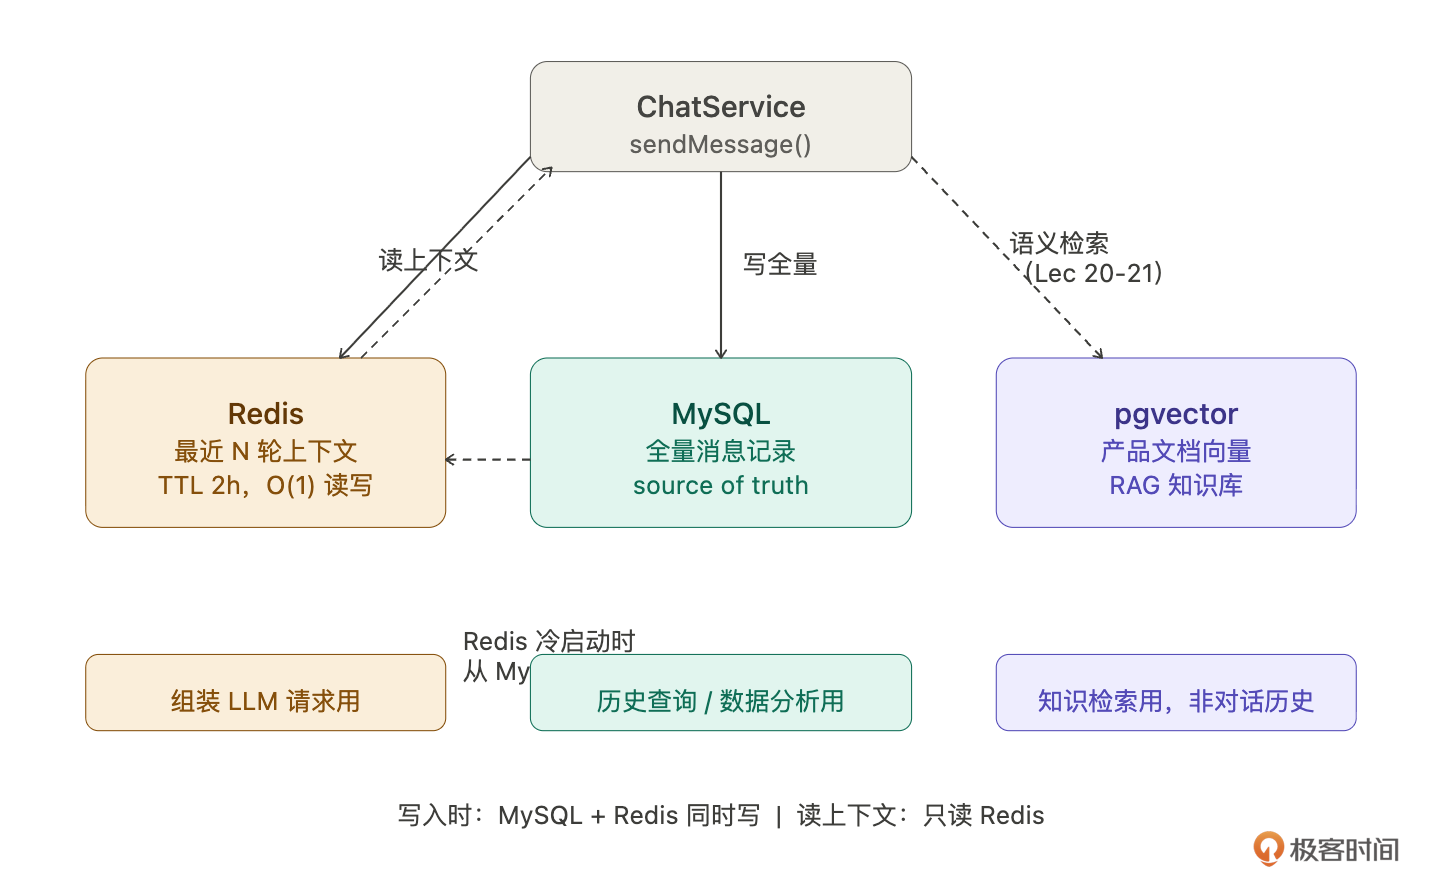 ChatService
sendMessage()
读上下文
写全量
语义检索
（Lec 20-21）
Redis
最近 N 轮上下文
TTL 2h，O(1) 读写
MySQL
全量消息记录
source of truth
pgvector
产品文档向量
RAG 知识库
Redis 冷启动时
从 My
组装 LLM 请求用
历史查询 / 数据分析用
知识检索用，非对话历史
写入时：MySQL + Redis 同时写 | 读上下文：只读 Redis
极客时间